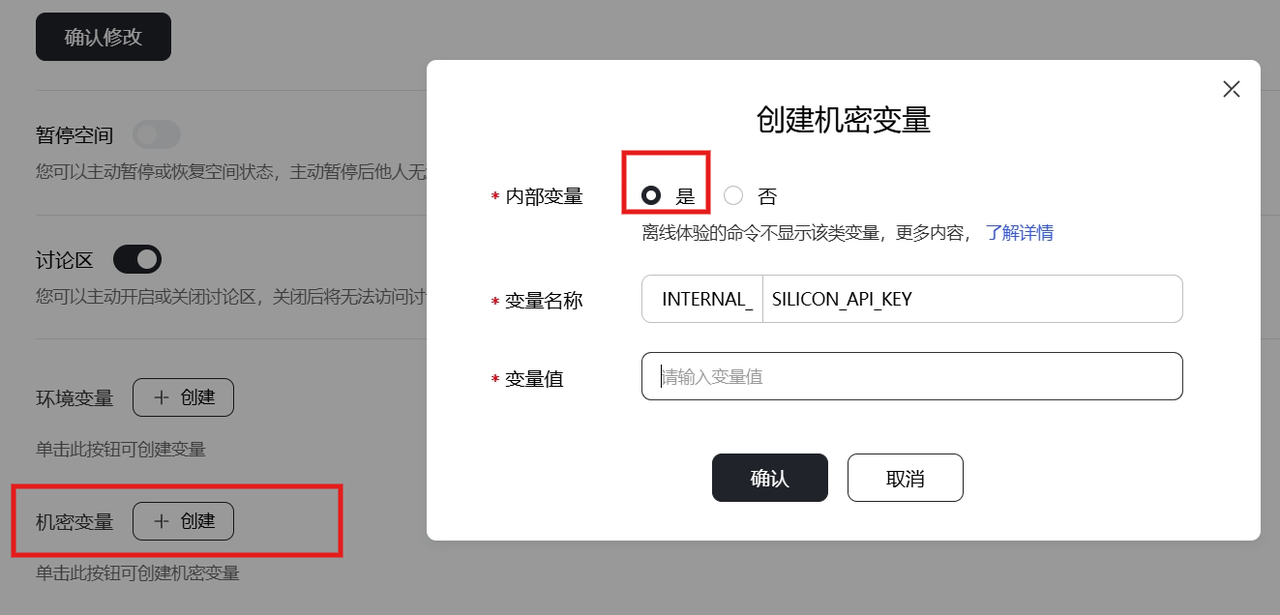 确认修改
暂停空间
您可以主动暂停或恢复空间状态，主动暂停后他人无
讨论区
您可以主动开启或关闭讨论区，关闭后将无法访问讨
环境变量 + 创建
单击此按钮可创建变量
机密变量 + 创建
单击此按钮可创建机密变量
创建机密变量
* 内部变量 是 否
离线体验的命令不显示该类变量，更多内容， 了解详情
* 变量名称 INTERNAL_ SILICON_API_KEY
* 变量值 请输入变量值
确认 取消